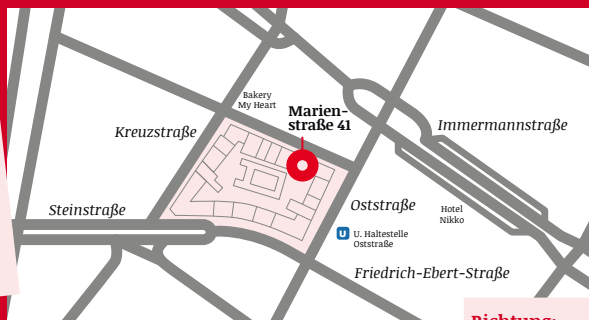 Bakery
My Heart
Marien-
straße 41
Kreuzstraße
Immermannstraße
Steinstraße
Oststraße
Hotel
Nikko
U
U. Haltestelle
Oststraße
Friedrich-Ebert-Straße
Richtung: